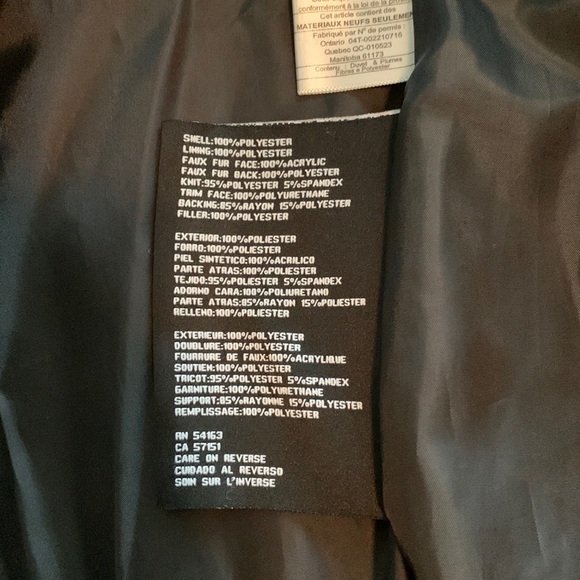 conformément à la loi de la
Cet article contient des
MATÉRIAUX NEUFS SEULEMEN
Fabriqué par N° de permis:
Ontario 04T-002210716
Quebec QC-010523
Manitoba 61173
Contenu: Duvet & Plumes
Fibres à Polyester
SHELL:100%POLYESTER
LINING:100%POLYESTER
FAUX FUR FACE:100%ACRYLIC
FAUX FUR BACK:100%POLYESTER
KNIT:95%POLYESTER 5%SPANDEX
TRIM FACE:100%POLYURETHANE
BACKING:85%RAYON 15%POLYESTER
FILLER:100%POLYESTER
EXTERIOR:100%POLIESTER
FORRO:100%POLIESTER
PIEL SINTETICO:100%ACRILICO
PARTE ATRAS:100%POLIESTER
TEJIDO:95%POLIESTER 5%SPANDEX
ADORNO CARA:100%POLIURETANO
PARTE ATRAS:85%RAYON 15%POLIESTER
RELLENO:100%POLIESTER
EXTERIEUR:100%POLYESTER
DOUBLURE:100%POLYESTER
FOURRURE DE FAUX:100%ACRYLIQUE
SOUTIEN:100%POLYESTER
TRICOT:95%POLYESTER 5%SPANDEX
GARNITURE:100%POLYURETHANE
SUPPORT:85%RAYONNE 15%POLYESTER
REMPLISSAGE:100%POLYESTER
RN 54163
CA 57151
CARE ON REVERSE
CUIDADO AL REVERSO
SOIN SUR L'INVERSE